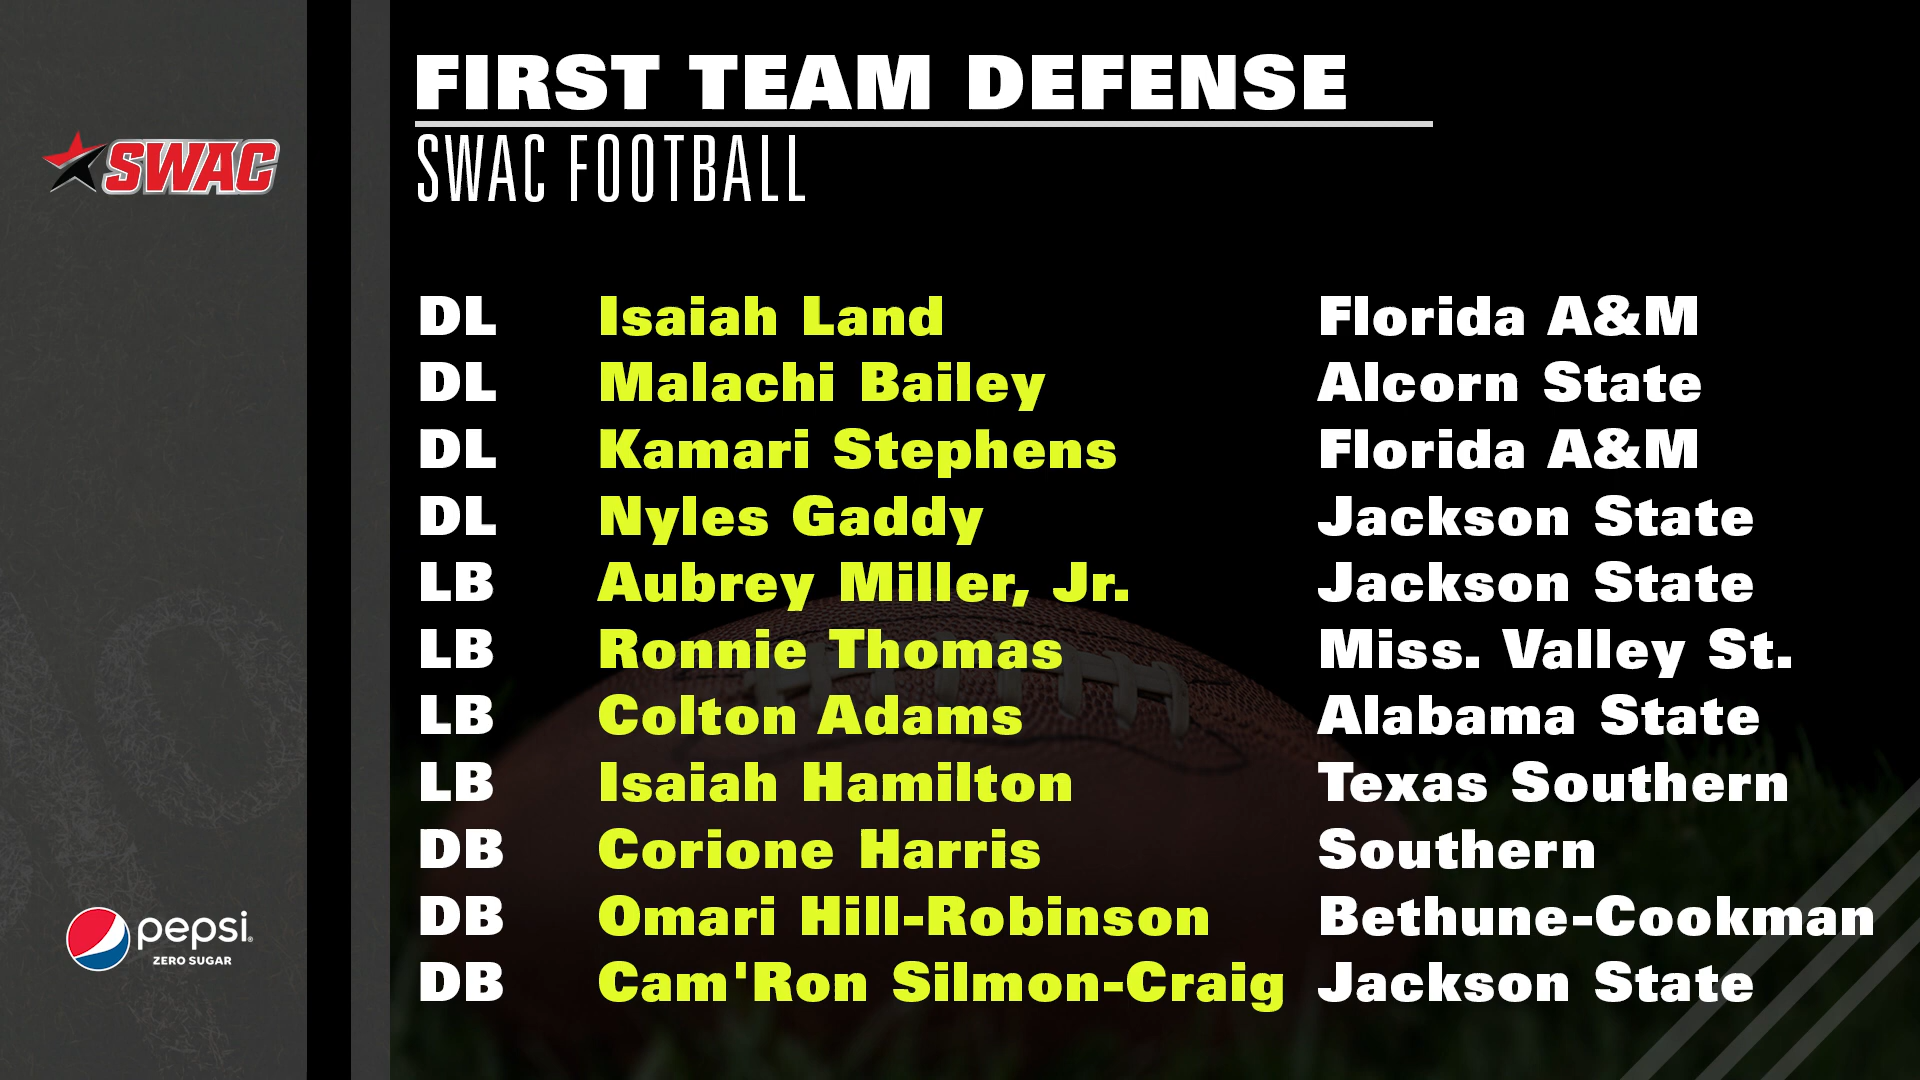 FIRST TEAM DEFENSE
SWAC
SWAC FOOTBALL
DL Isaiah Land Florida A&M
DL Malachi Bailey Alcorn State
DL Kamari Stephens Florida A&M
DL Nyles Gaddy Jackson State
LB Aubrey Miller, Jr. Jackson State
LB Ronnie Thomas Miss. Valley St.
LB Colton Adams Alabama State
LB Isaiah Hamilton Texas Southern
DB Corione Harris Southern
DB Omari Hill-Robinson Bethune-Cookman
DB Cam'Ron Silmon-Craig Jackson State
pepsi®
ZERO SUGAR